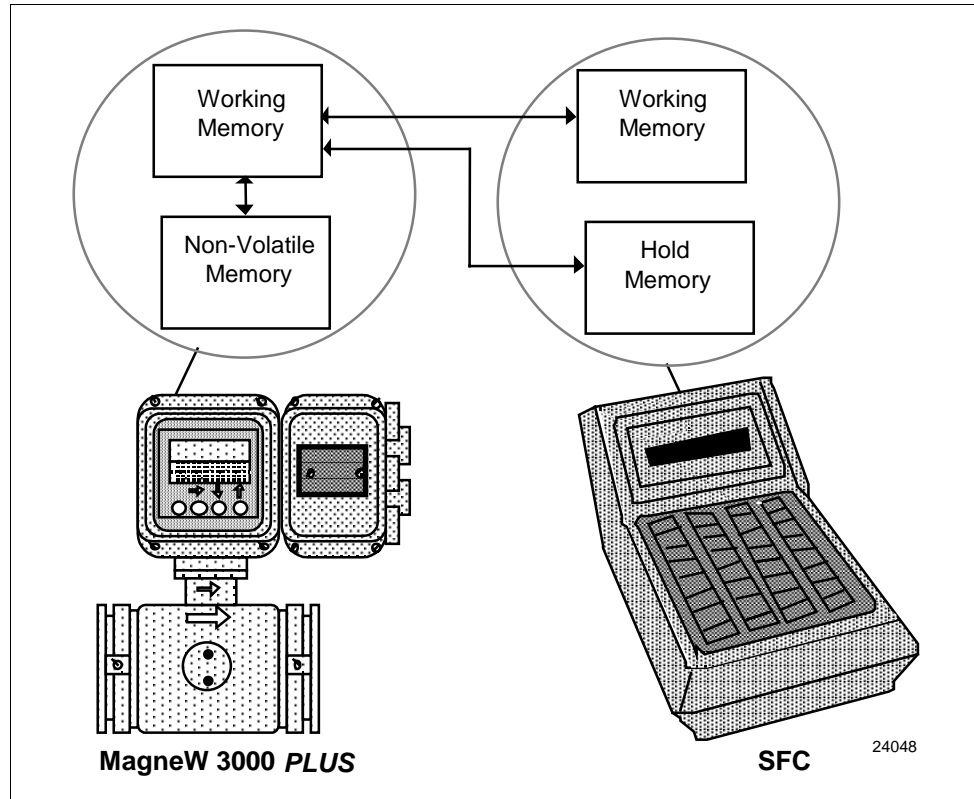 Working
Memory
Working
Memory
Non-Volatile
Memory
Hold
Memory
MagneW 3000 PLUS
SFC
24048